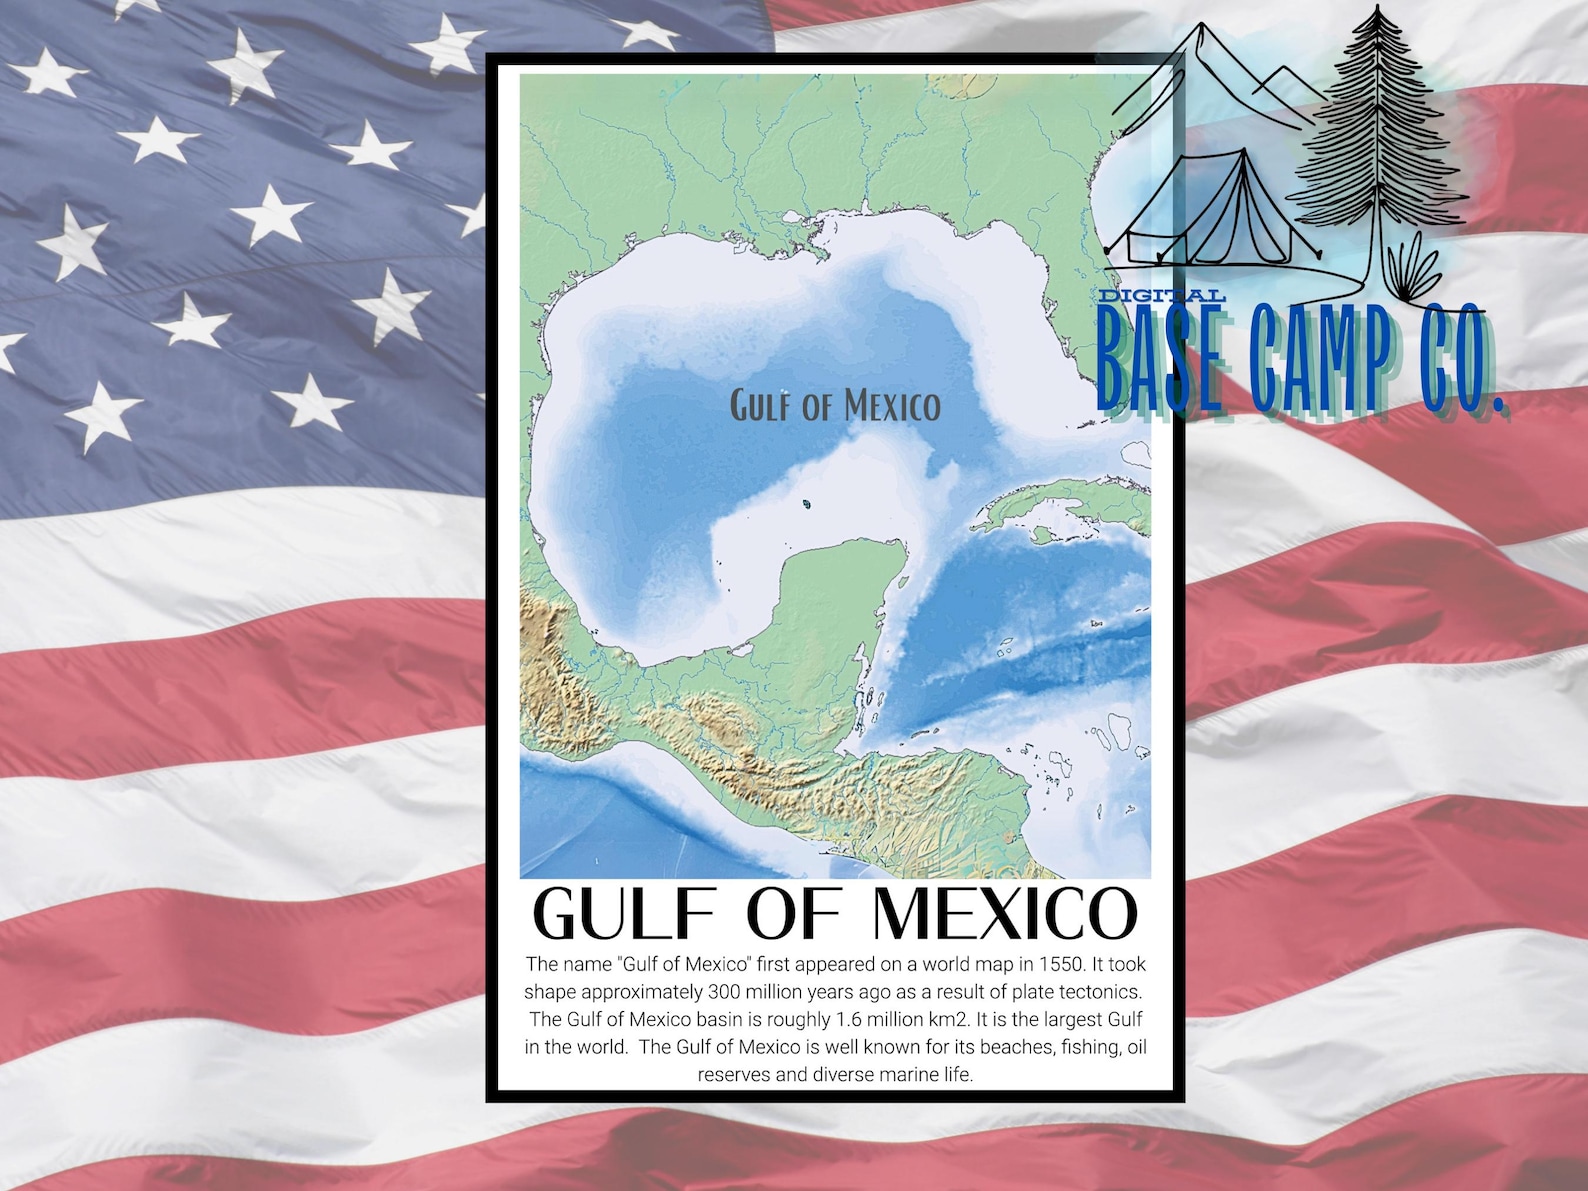 DIGITAL
BASE CAMP CO.
Gulf of Mexico
GULF OF MEXICO
The name "Gulf of Mexico" first appeared on a world map in 1550. It took
shape approximately 300 million years ago as a result of plate tectonics.
The Gulf of Mexico basin is roughly 1.6 million km2. It is the largest Gulf
in the world. The Gulf of Mexico is well known for its beaches, fishing, oil
reserves and diverse marine life.